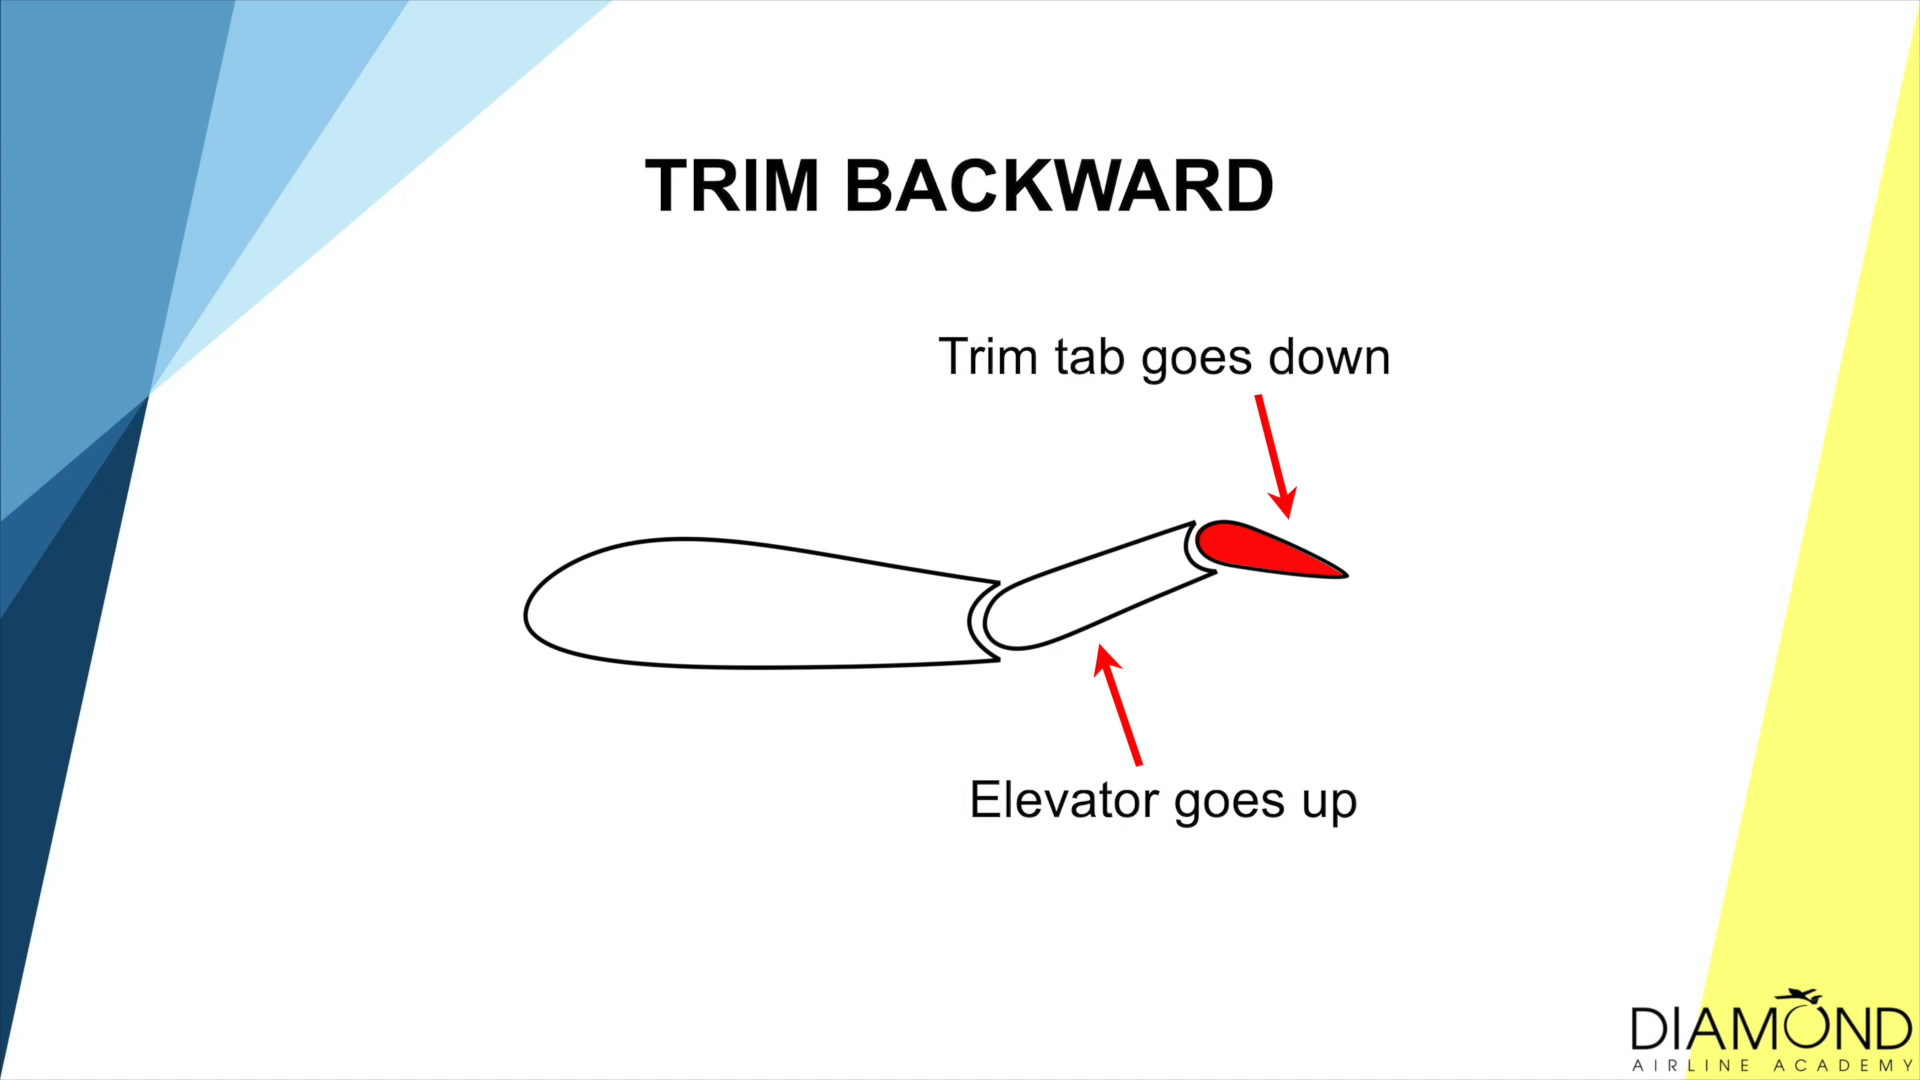 TRIM BACKWARD
Trim tab goes down
Elevator goes up
DIAMOND
AIRLINE ACADEMY